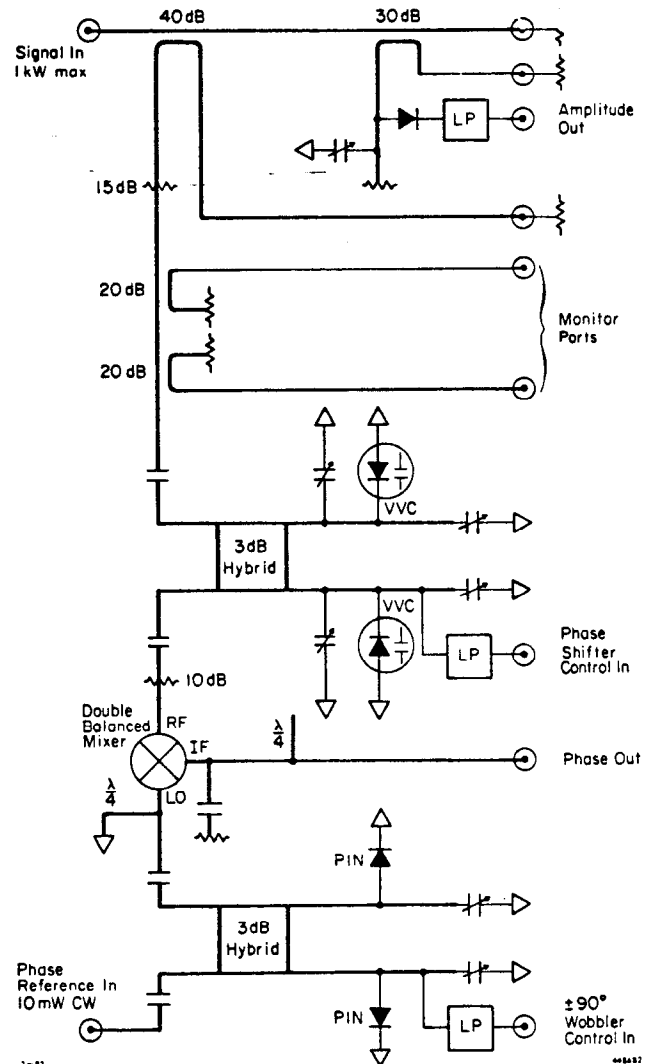 40dB
30dB
Signal In
1kW max
LP
Amplitude
Out
15dB
20dB
Monitor
Ports
20dB
VVC
3dB
Hybrid
VVC
LP
Phase
Shifter
Control In
10dB
Double
Balanced
Mixer
RF
IF
λ/4
λ/4
LO
Phase Out
PIN
3dB
Hybrid
Phase
Reference In
10mW CW
PIN
LP
±90°
Wobbler
Control In